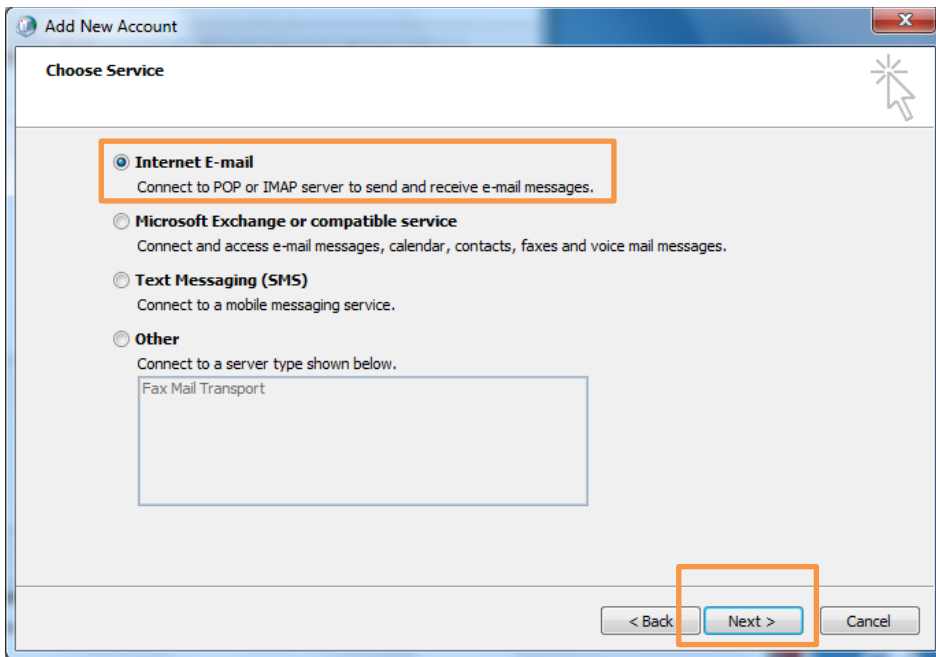 Add New Account
Choose Service
Internet E-mail
Connect to POP or IMAP server to send and receive e-mail messages.
Microsoft Exchange or compatible service
Connect and access e-mail messages, calendar, contacts, faxes and voice mail messages.
Text Messaging (SMS)
Connect to a mobile messaging service.
Other
Connect to a server type shown below.
Fax Mail Transport
< Back
Next >
Cancel